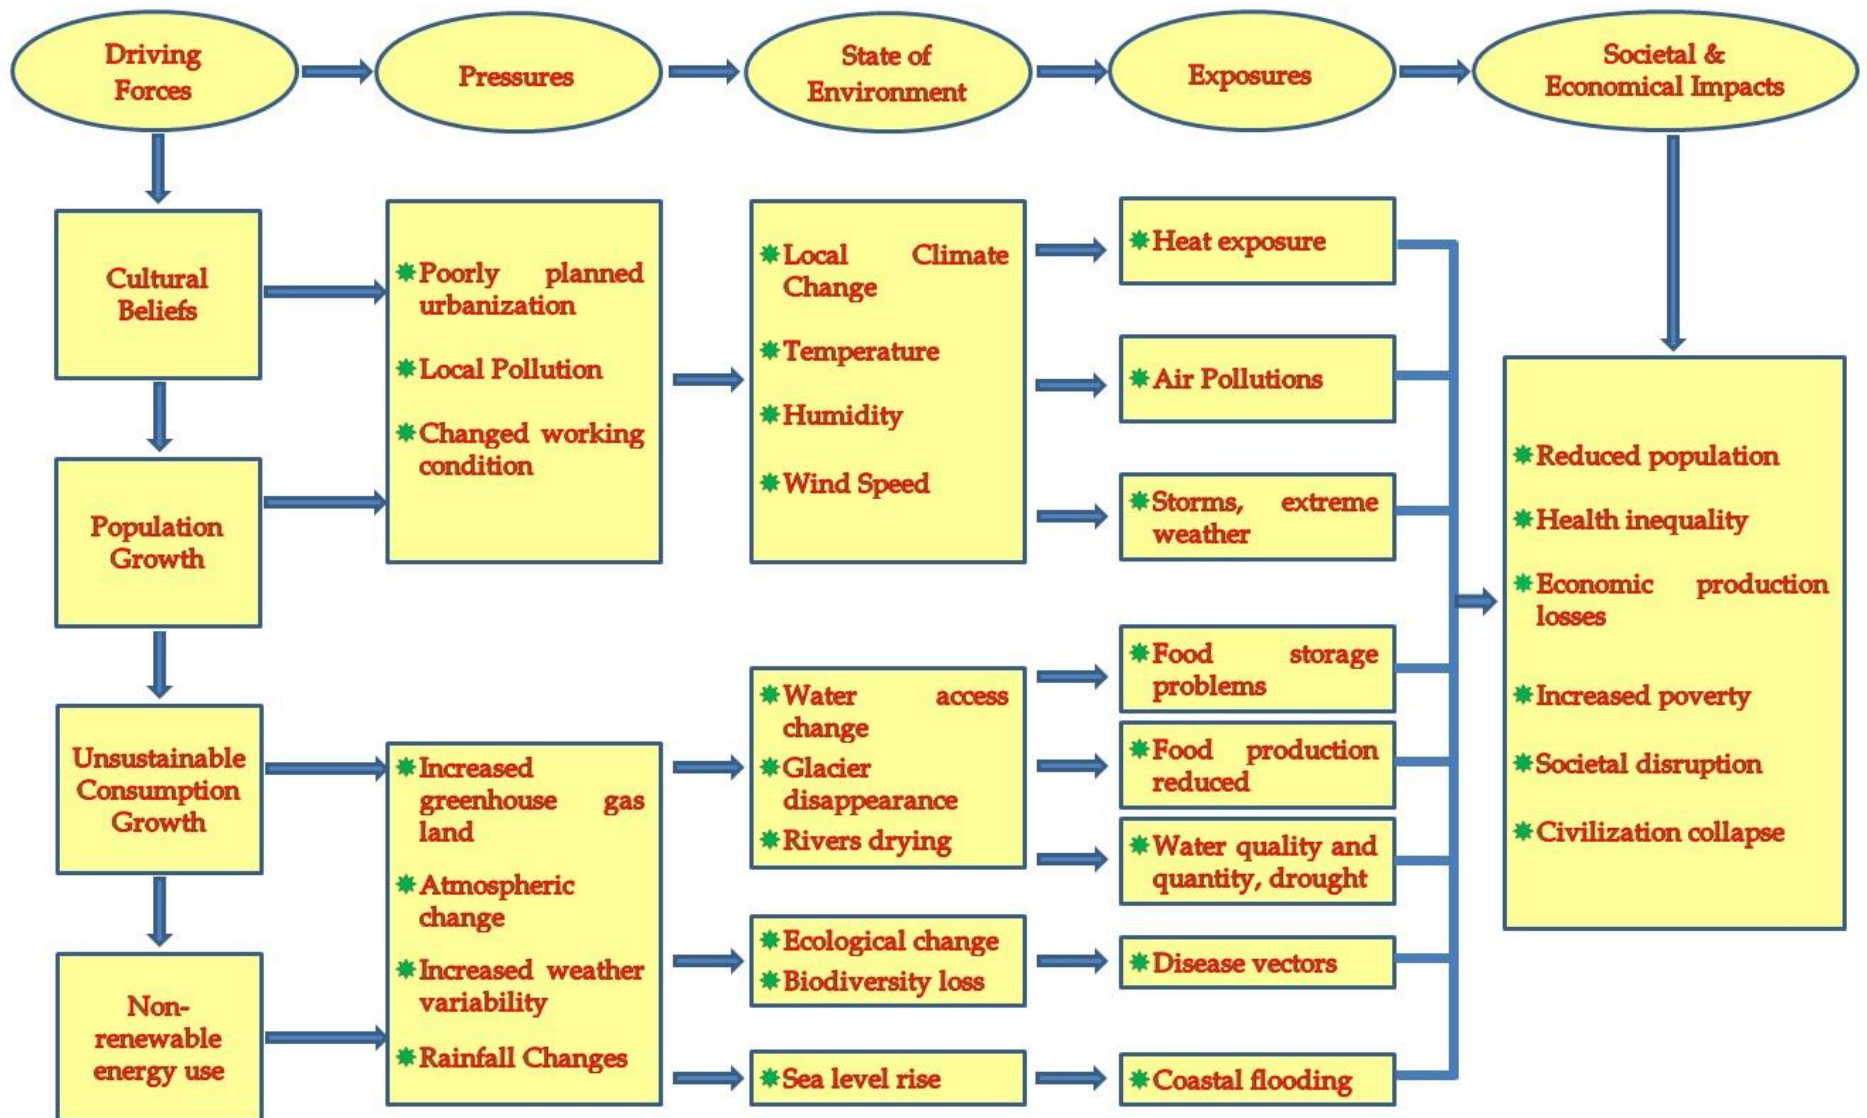 Driving
Forces
Pressures
State of
Environment
Exposures
Societal &
Economical Impacts
Cultural
Beliefs
Population
Growth
Unsustainable
Consumption
Growth
Non-
renewable
energy use
Poorly planned
urbanization
Local Pollution
Changed working
condition
Increased
greenhouse gas
land
Atmospheric
change
Increased weather
variability
Rainfall Changes
Local Climate
Change
Temperature
Humidity
Wind Speed
Water access
change
Glacier
disappearance
Rivers drying
Ecological change
Biodiversity loss
Sea level rise
Heat exposure
Air Pollutions
Storms, extreme
weather
Food storage
problems
Food production
reduced
Water quality and
quantity, drought
Disease vectors
Coastal flooding
Reduced population
Health inequality
Economic production
losses
Increased poverty
Societal disruption
Civilization collapse